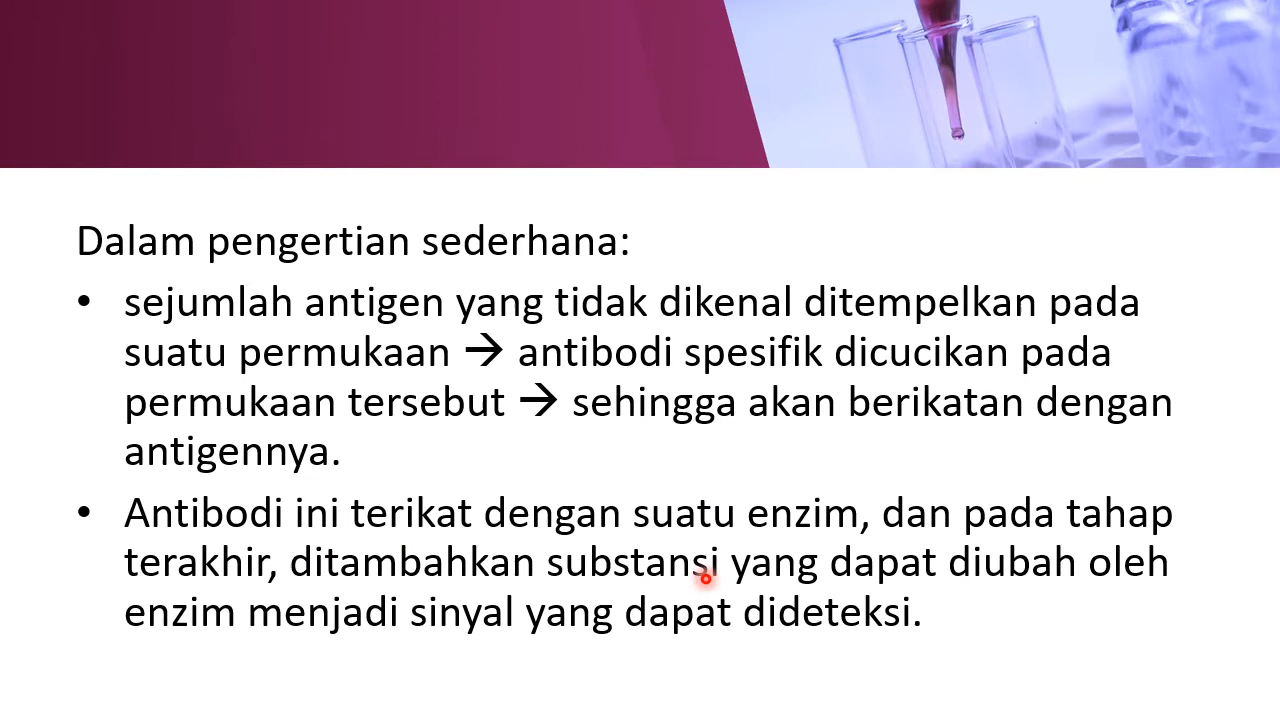 Dalam pengertian sederhana:
• sejumlah antigen yang tidak dikenal ditempelkan pada
suatu permukaan → antibodi spesifik dicucikan pada
permukaan tersebut → sehingga akan berikatan dengan
antigennya.
• Antibodi ini terikat dengan suatu enzim, dan pada tahap
terakhir, ditambahkan substansi yang dapat diubah oleh
enzim menjadi sinyal yang dapat dideteksi.